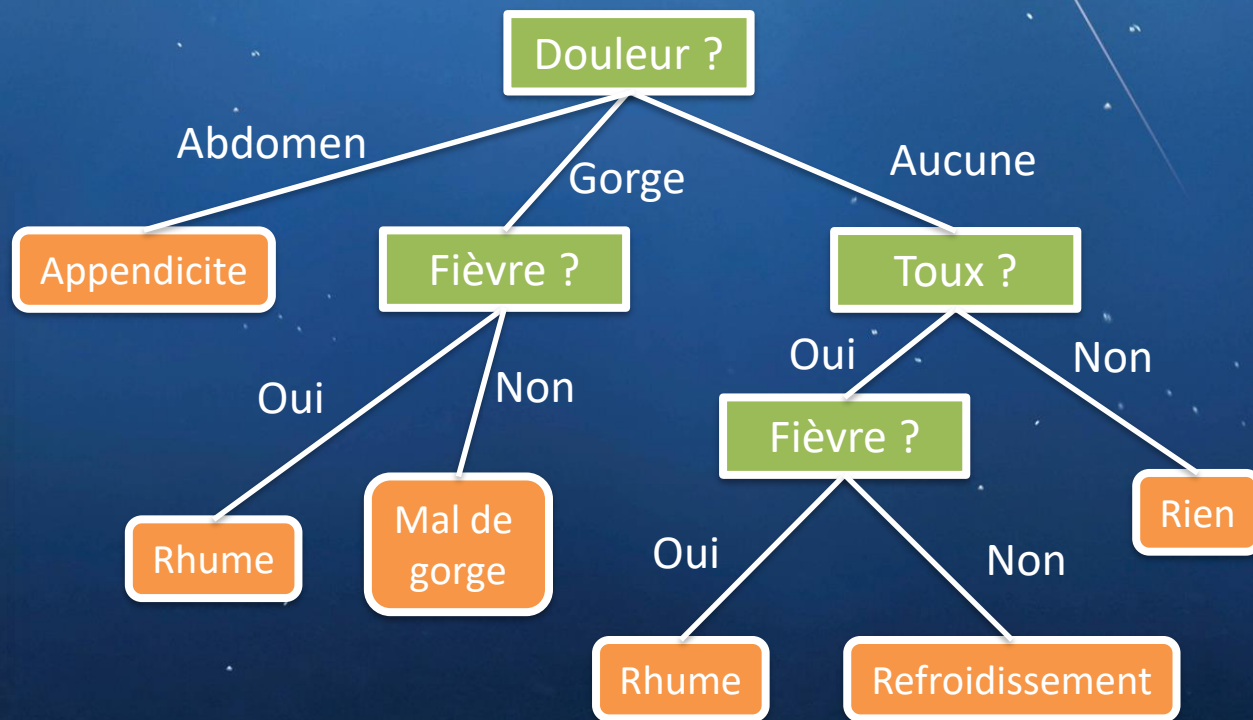 Douleur ?
Abdomen
Gorge
Aucune
Appendicite
Fièvre ?
Toux ?
Oui
Non
Oui
Non
Fièvre ?
Rhume
Mal de
gorge
Rien
Oui
Non
Rhume
Refroidissement